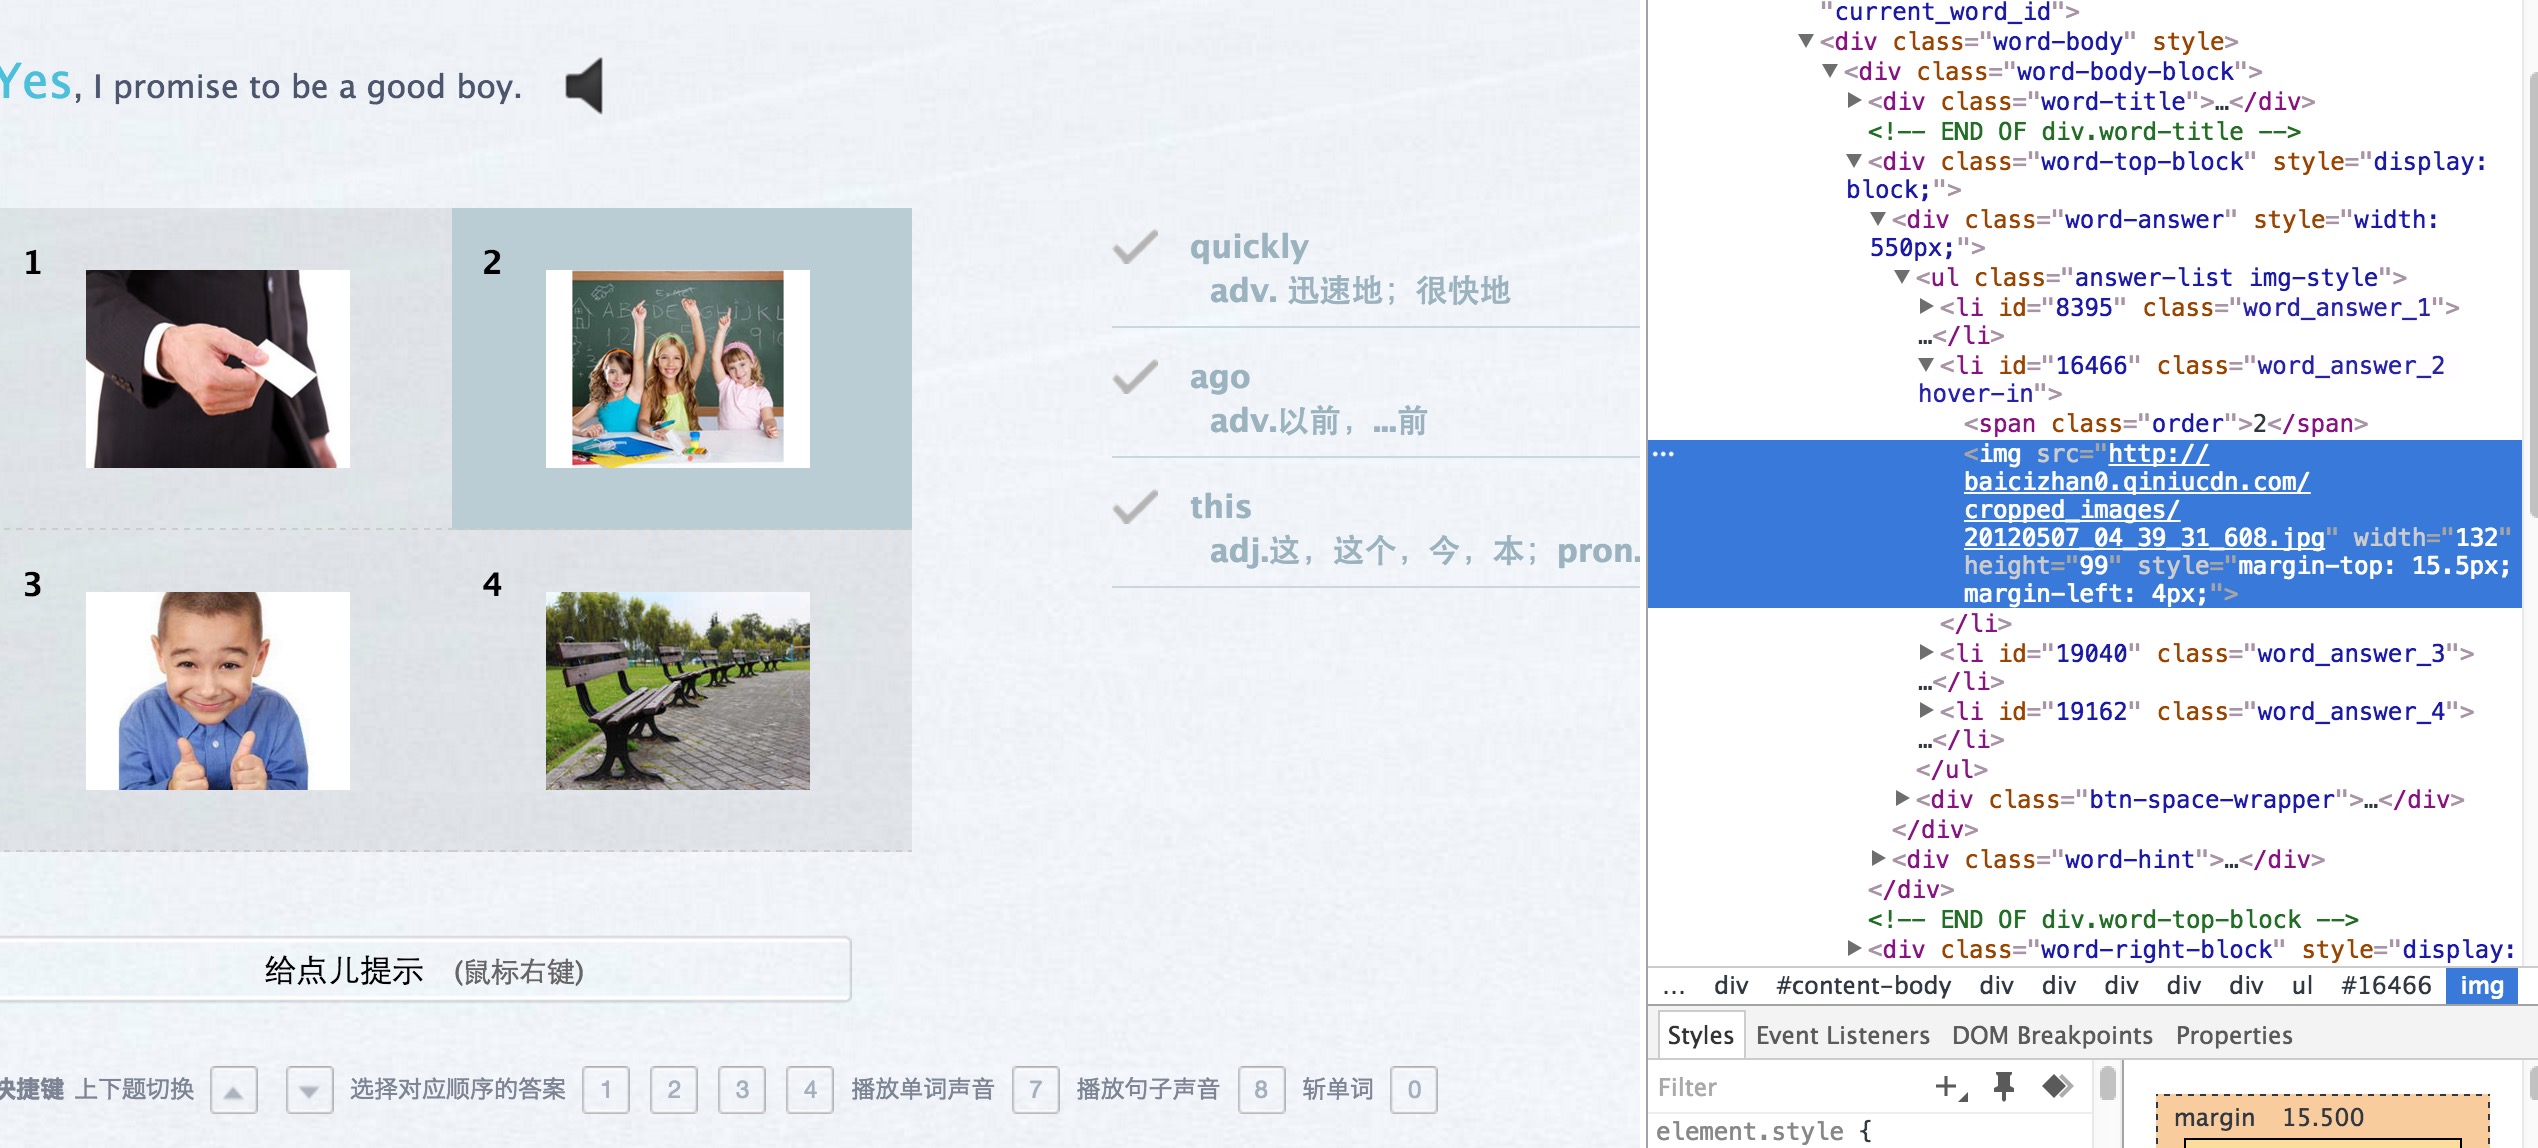 Yes, I promise to be a good boy.
1
2
3
4
quickly
adv. 迅速地；很快地
ago
adv.以前，...前
this
adj.这，这个，今，本；pron.
给点儿提示 (鼠标右键)
快捷键 上下题切换 选择对应顺序的答案 1 2 3 4 播放单词声音 7 播放句子声音 8 斩单词 0
"current_word_id">
▼<div class="word-body" style>
▼<div class="word-body-block">
▶<div class="word-title">…</div>
<!-- END OF div.word-title -->
▼<div class="word-top-block" style="display:
block;">
▼<div class="word-answer" style="width:
550px;">
▼<ul class="answer-list img-style">
▶<li id="8395" class="word_answer_1">
…</li>
▼<li id="16466" class="word_answer_2
hover-in">
<span class="order">2</span>
<img src="http://
baicizhan0.qiniucdn.com/
cropped_images/
20120507_04_39_31_608.jpg" width="132"
height="99" style="margin-top: 15.5px;
margin-left: 4px;">
</li>
▶<li id="19040" class="word_answer_3">
…</li>
▶<li id="19162" class="word_answer_4">
…</li>
</ul>
▶<div class="btn-space-wrapper">…</div>
</div>
▶<div class="word-hint">…</div>
</div>
<!-- END OF div.word-top-block -->
▶<div class="word-right-block" style="display:
... div #content-body div div div div div ul #16466 img
Styles Event Listeners DOM Breakpoints Properties
Filter
element.style {
margin 15.500